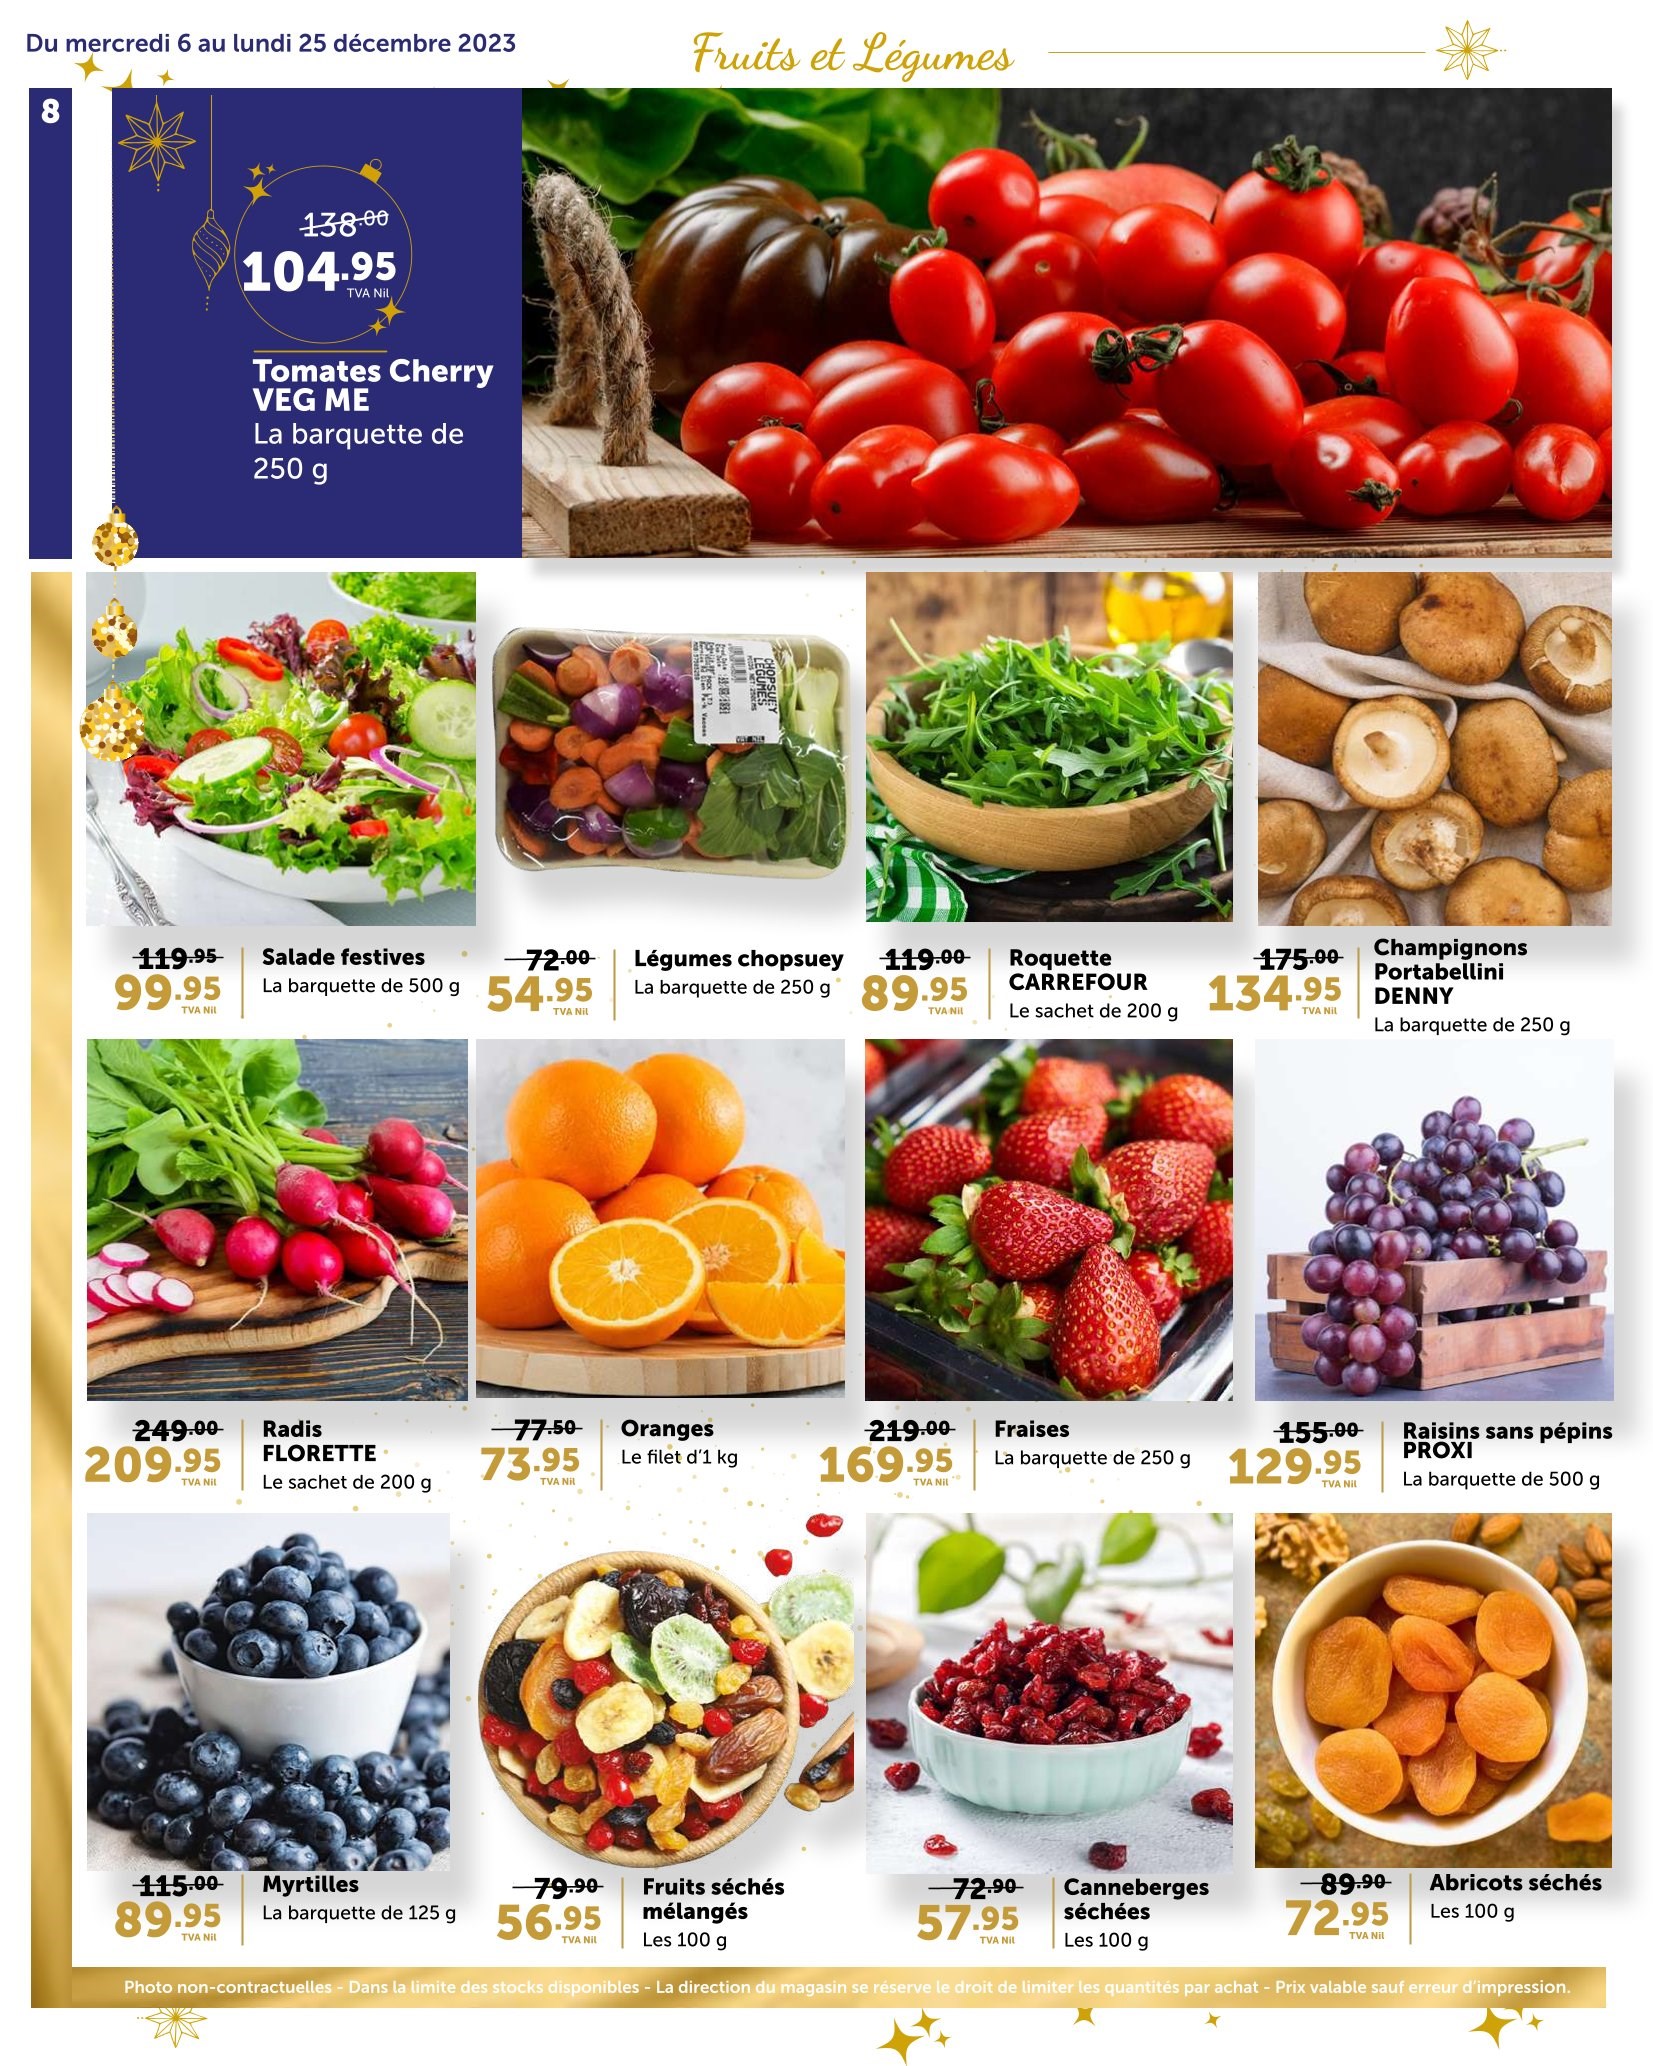 Du mercredi 6 au lundi 25 décembre 2023
Fruits et Légumes
8
138.00
104.95
TVA Nil
Tomates Cherry
VEG ME
La barquette de
250 g
CHOPSUEY
LEGUMES
119.95
99.95
TVA Nil
Salade festives
La barquette de 500 g
72.00
54.95
TVA Nil
Légumes chopsuey
La barquette de 250 g
119.00
89.95
TVA Nil
Roquette
CARREFOUR
Le sachet de 200 g
175.00
134.95
TVA Nil
Champignons
Portabellini
DENNY
La barquette de 250 g
249.00
209.95
TVA Nil
Radis
FLORETTE
Le sachet de 200 g
77.50
73.95
TVA Nil
Oranges
Le filet d'1 kg
219.00
169.95
TVA Nil
Fraises
La barquette de 250 g
155.00
129.95
TVA Nil
Raisins sans pépins
PROXI
La barquette de 500 g
115.00
89.95
TVA Nil
Myrtilles
La barquette de 125 g
79.90
56.95
TVA Nil
Fruits séchés
mélangés
Les 100 g
72.90
57.95
TVA Nil
Canneberges
séchées
Les 100 g
89.90
72.95
TVA Nil
Abricots séchés
Les 100 g
Photo non-contractuelles - Dans la limite des stocks disponibles - La direction du magasin se réserve le droit de limiter les quantités par achat - Prix valable sauf erreur d'impression.